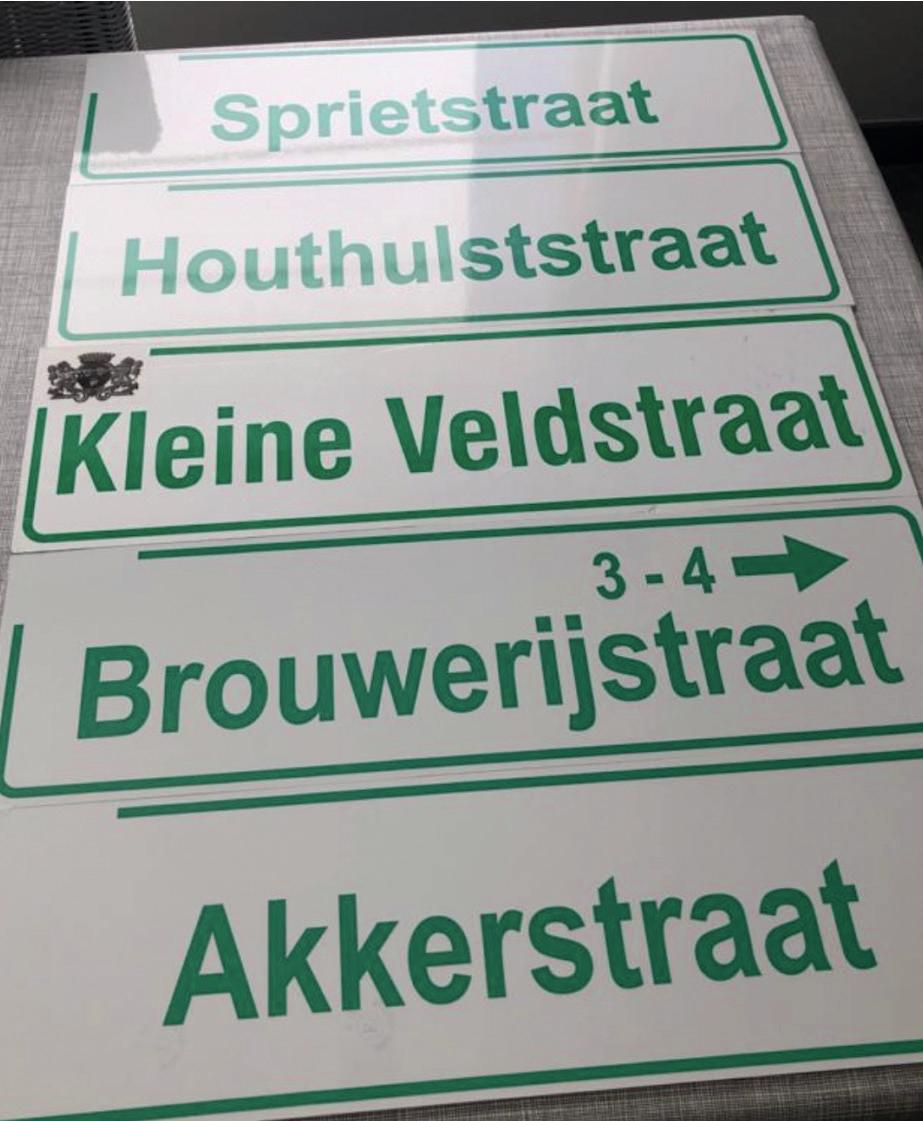 Sprietstraat
Houthulststraat
Kleine Veldstraat
3 - 4
Brouwerijstraat
Akkerstraat